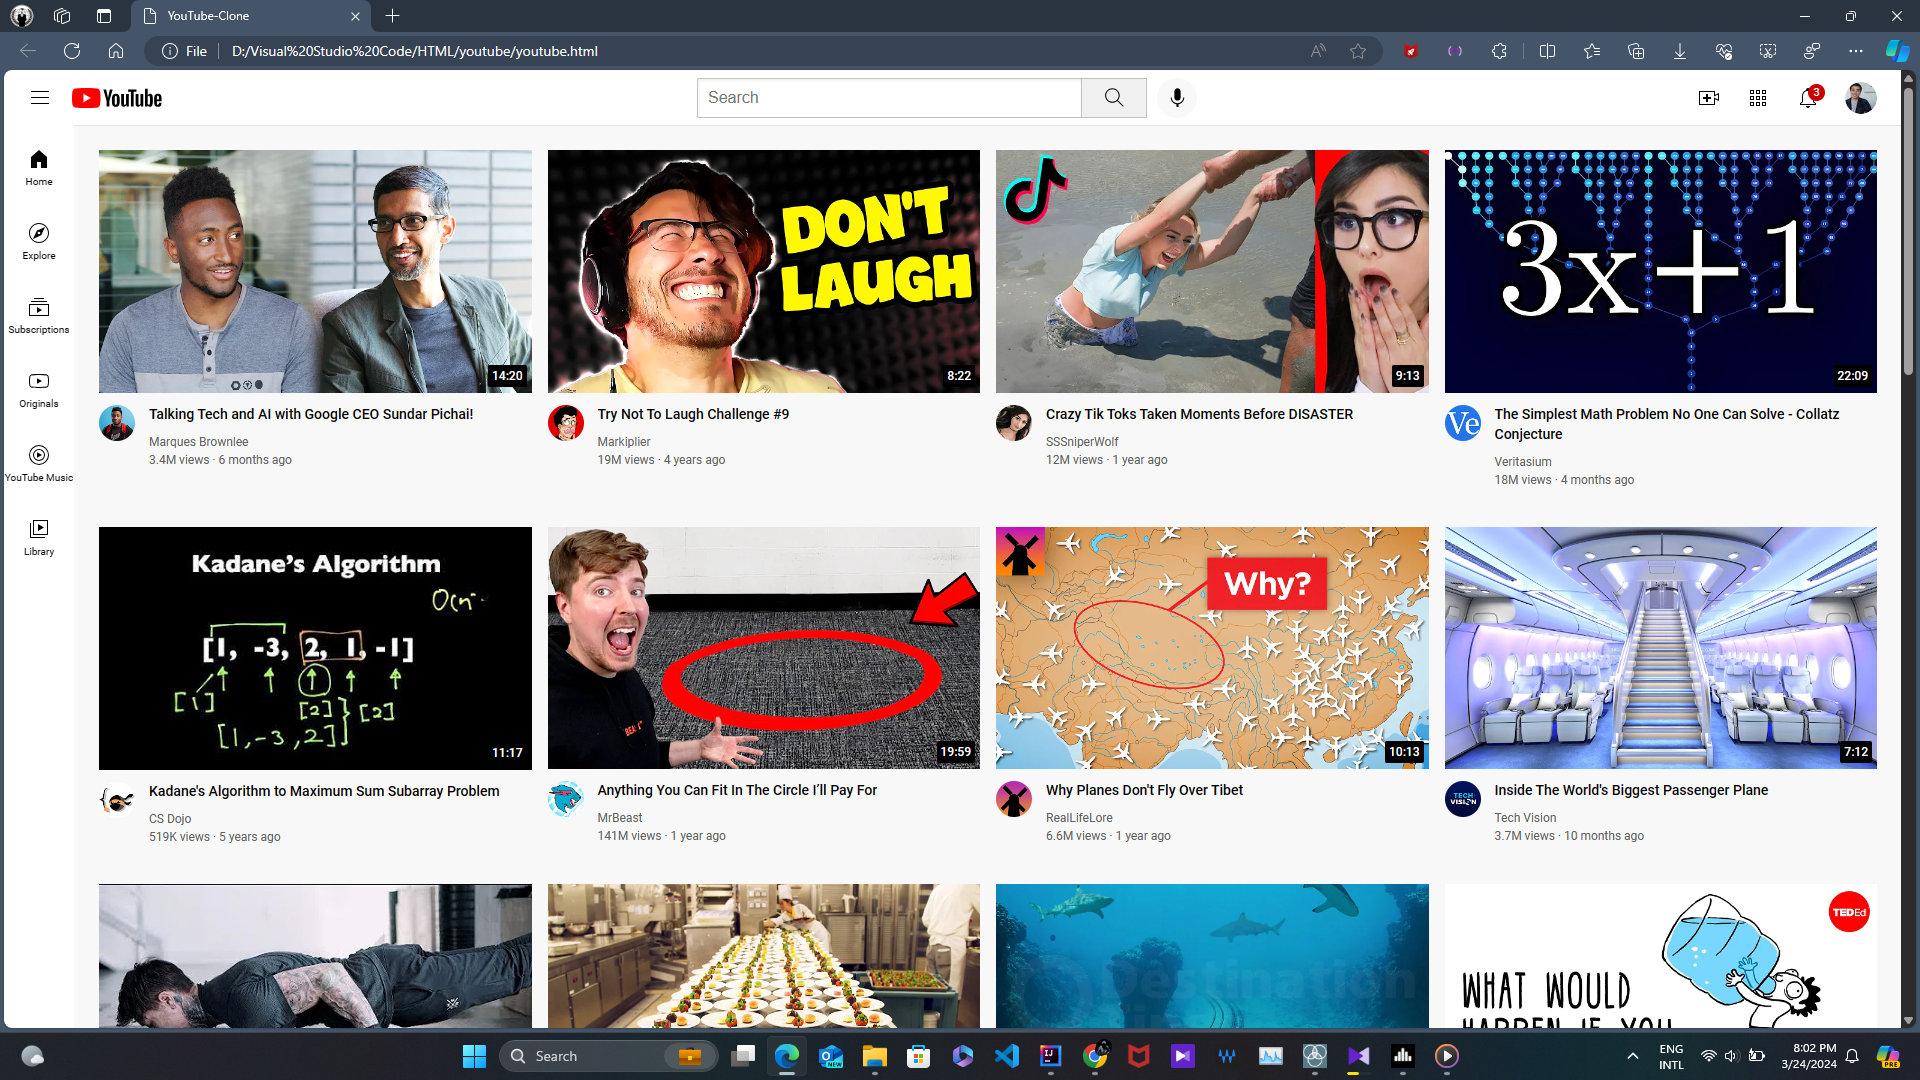 YouTube-Clone
File
D:/Visual%20Studio%20Code/HTML/youtube/youtube.html
YouTube
Search
3
Home
Explore
Subscriptions
Originals
YouTube Music
Library
14:20
Talking Tech and AI with Google CEO Sundar Pichai!
Marques Brownlee
3.4M views · 6 months ago
DON'T
LAUGH
8:22
Try Not To Laugh Challenge #9
Markiplier
19M views · 4 years ago
9:13
Crazy Tik Toks Taken Moments Before DISASTER
SSSniperWolf
12M views · 1 year ago
3x+1
22:09
Ve
The Simplest Math Problem No One Can Solve - Collatz
Conjecture
Veritasium
18M views · 4 months ago
Kadane's Algorithm
[1, -3, 2, 1, -1]
[1]
[2]
[2]
[1, -3, 2]
11:17
Kadane's Algorithm to Maximum Sum Subarray Problem
CS Dojo
519K views · 5 years ago
19:59
Anything You Can Fit In The Circle I’ll Pay For
MrBeast
141M views · 1 year ago
Why?
10:13
Why Planes Don't Fly Over Tibet
RealLifeLore
6.6M views · 1 year ago
7:12
TECH
VISION
Inside The World's Biggest Passenger Plane
Tech Vision
3.7M views · 10 months ago
Destination
TEDEd
WHAT WOULD
HAPPEN IF YOU
Search
NEW
ENG
INTL
8:02 PM
3/24/2024
PRE